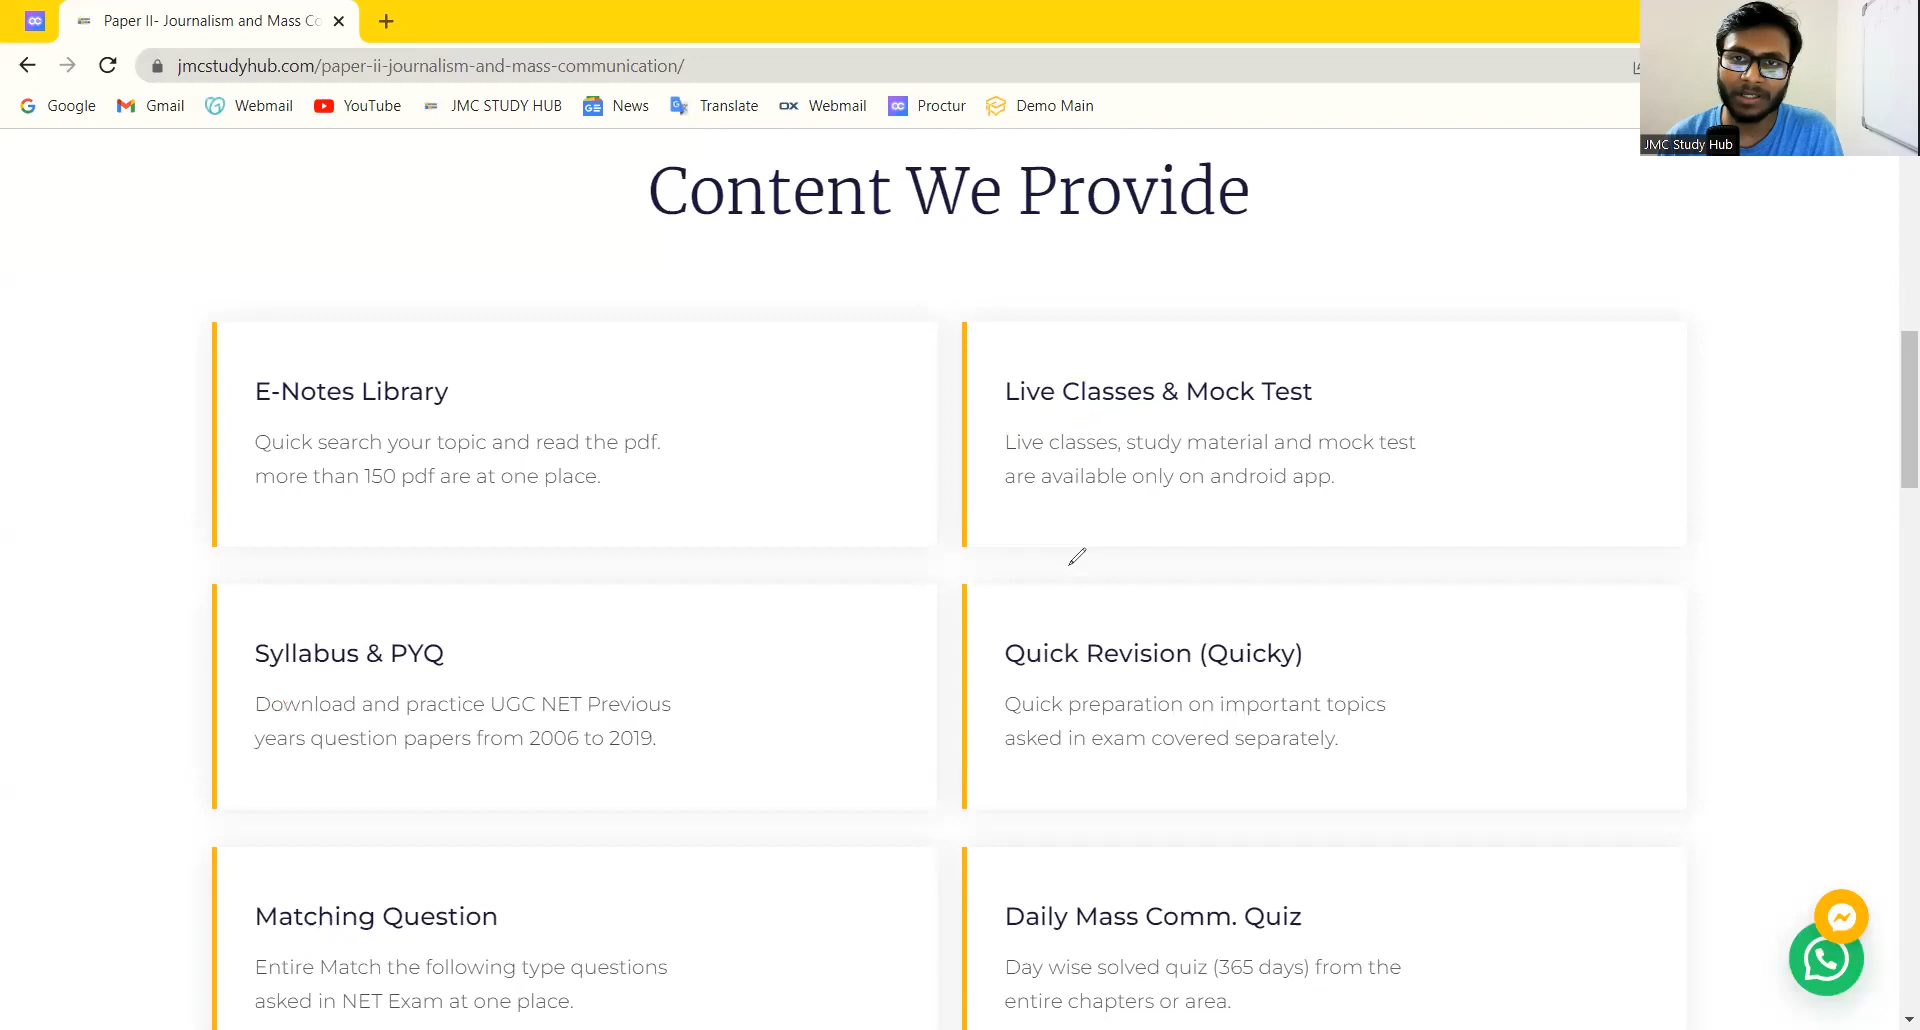 Paper II- Journalism and Mass Co
jmcstudyhub.com/paper-ii-journalism-and-mass-communication/
Google
Gmail
Webmail
YouTube
JMC STUDY HUB
News
Translate
Webmail
Proctur
Demo Main
JMC Study Hub
Content We Provide
E-Notes Library
Quick search your topic and read the pdf.
more than 150 pdf are at one place.
Live Classes & Mock Test
Live classes, study material and mock test
are available only on android app.
Syllabus & PYQ
Download and practice UGC NET Previous
years question papers from 2006 to 2019.
Quick Revision (Quicky)
Quick preparation on important topics
asked in exam covered separately.
Matching Question
Entire Match the following type questions
asked in NET Exam at one place.
Daily Mass Comm. Quiz
Day wise solved quiz (365 days) from the
entire chapters or area.